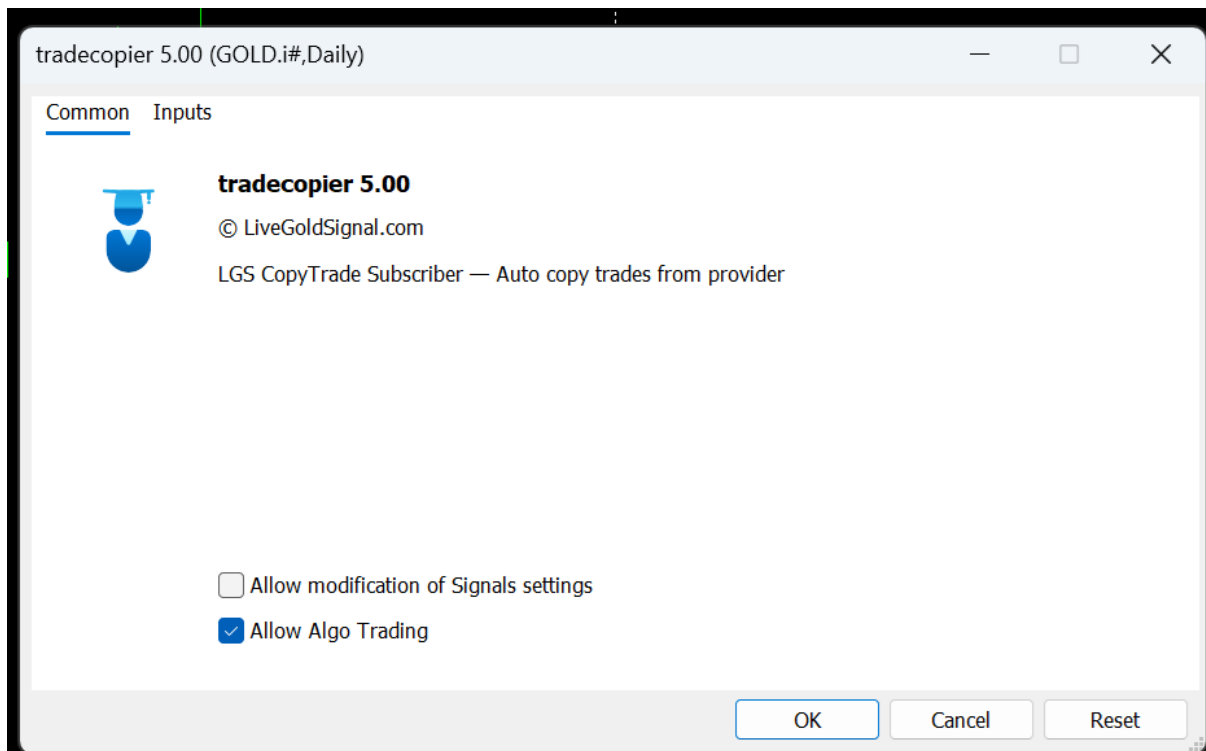 tradecopier 5.00 (GOLD.i#,Daily)
Common Inputs
tradecopier 5.00
© LiveGoldSignal.com
LGS CopyTrade Subscriber — Auto copy trades from provider
Allow modification of Signals settings
Allow Algo Trading
OK Cancel Reset